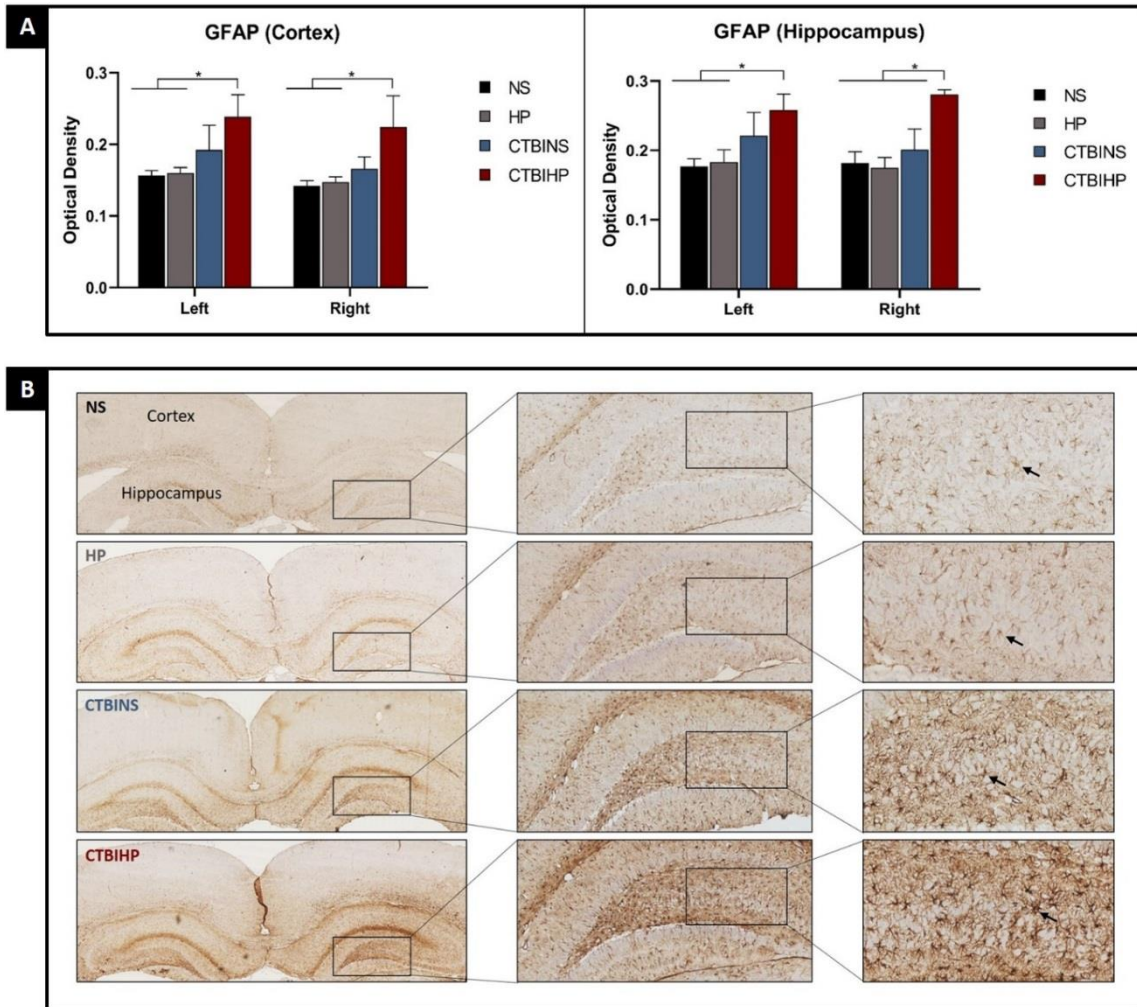 A
GFAP (Cortex)
Optical Density
0.3
0.2
0.1
0.0
*
*
Left
Right
NS
HP
CTBINS
CTBIHP
GFAP (Hippocampus)
Optical Density
0.3
0.2
0.1
0.0
*
*
Left
Right
NS
HP
CTBINS
CTBIHP
B
NS
Cortex
Hippocampus
HP
CTBINS
CTBIHP